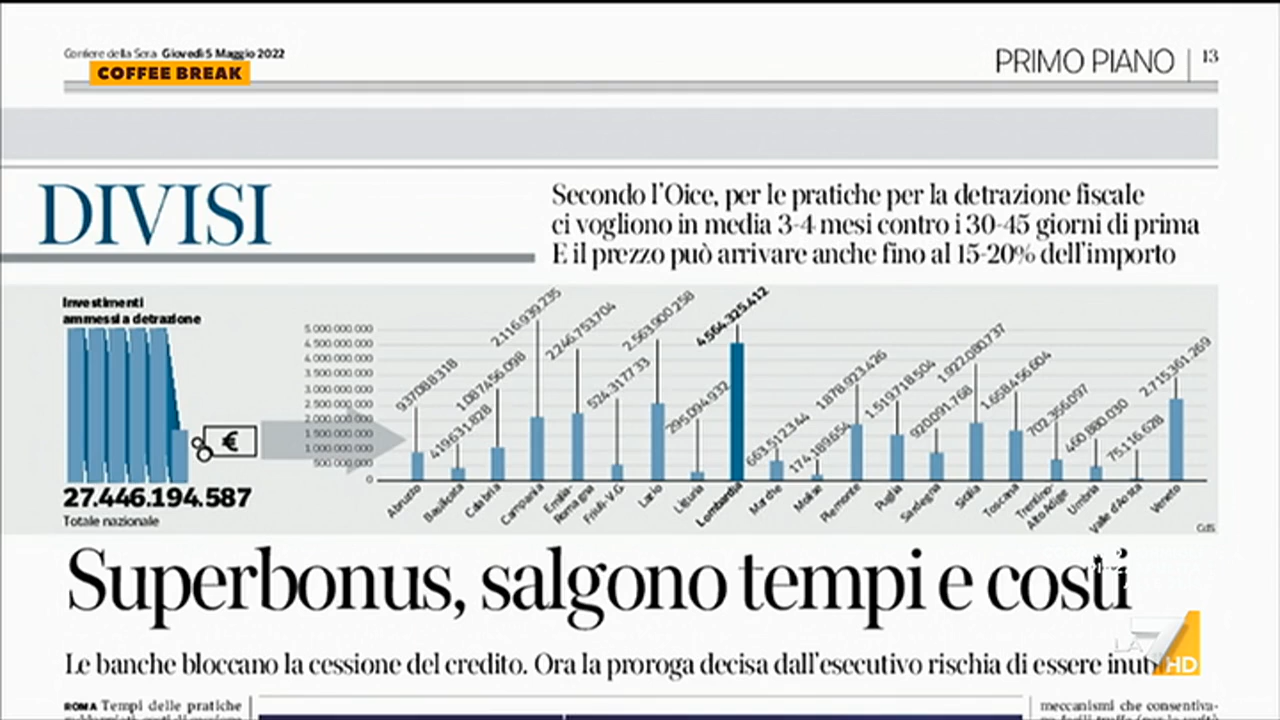 Corriere della Sera Giovedì 5 Maggio 2022
COFFEE BREAK
PRIMO PIANO
13
DIVISI
Secondo l'Oice, per le pratiche per la detrazione fiscale
ci vogliono in media 3-4 mesi contro i 30-45 giorni di prima
E il prezzo può arrivare anche fino al 15-20% dell'importo
Investimenti
ammessi a detrazione
€
27.446.194.587
Totale nazionale
5.000.000.000
4.500.000.000
4.000.000.000
3.500.000.000
3.000.000.000
2.500.000.000
2.000.000.000
1.500.000.000
1.000.000.000
500.000.000
0
937.088.318
419.631.828
1.087.456.098
2.116.939.235
2.246.753.704
524.317.733
2.563.900.258
295.094.932
4.564.325.412
663.512.344
174.189.654
1.878.923.426
1.519.718.504
920.091.768
1.922.080.737
1.658.456.604
702.356.097
460.880.030
75.116.628
2.715.361.269
Abruzzo
Basilicata
Calabria
Campania
Emilia-
Romagna
Friuli-V.G
Lazio
Liguria
Lombardia
Marche
Molise
Piemonte
Puglia
Sardegna
Sicilia
Toscana
Trentino-
Alto Adige
Umbria
Valle d'Aosta
Veneto
CdS
Superbonus, salgono tempi e costi
Le banche bloccano la cessione del credito. Ora la proroga decisa dall'esecutivo rischia di essere
LA7 HD
ROMA Tempi delle pratiche
meccanismi che consentiva-